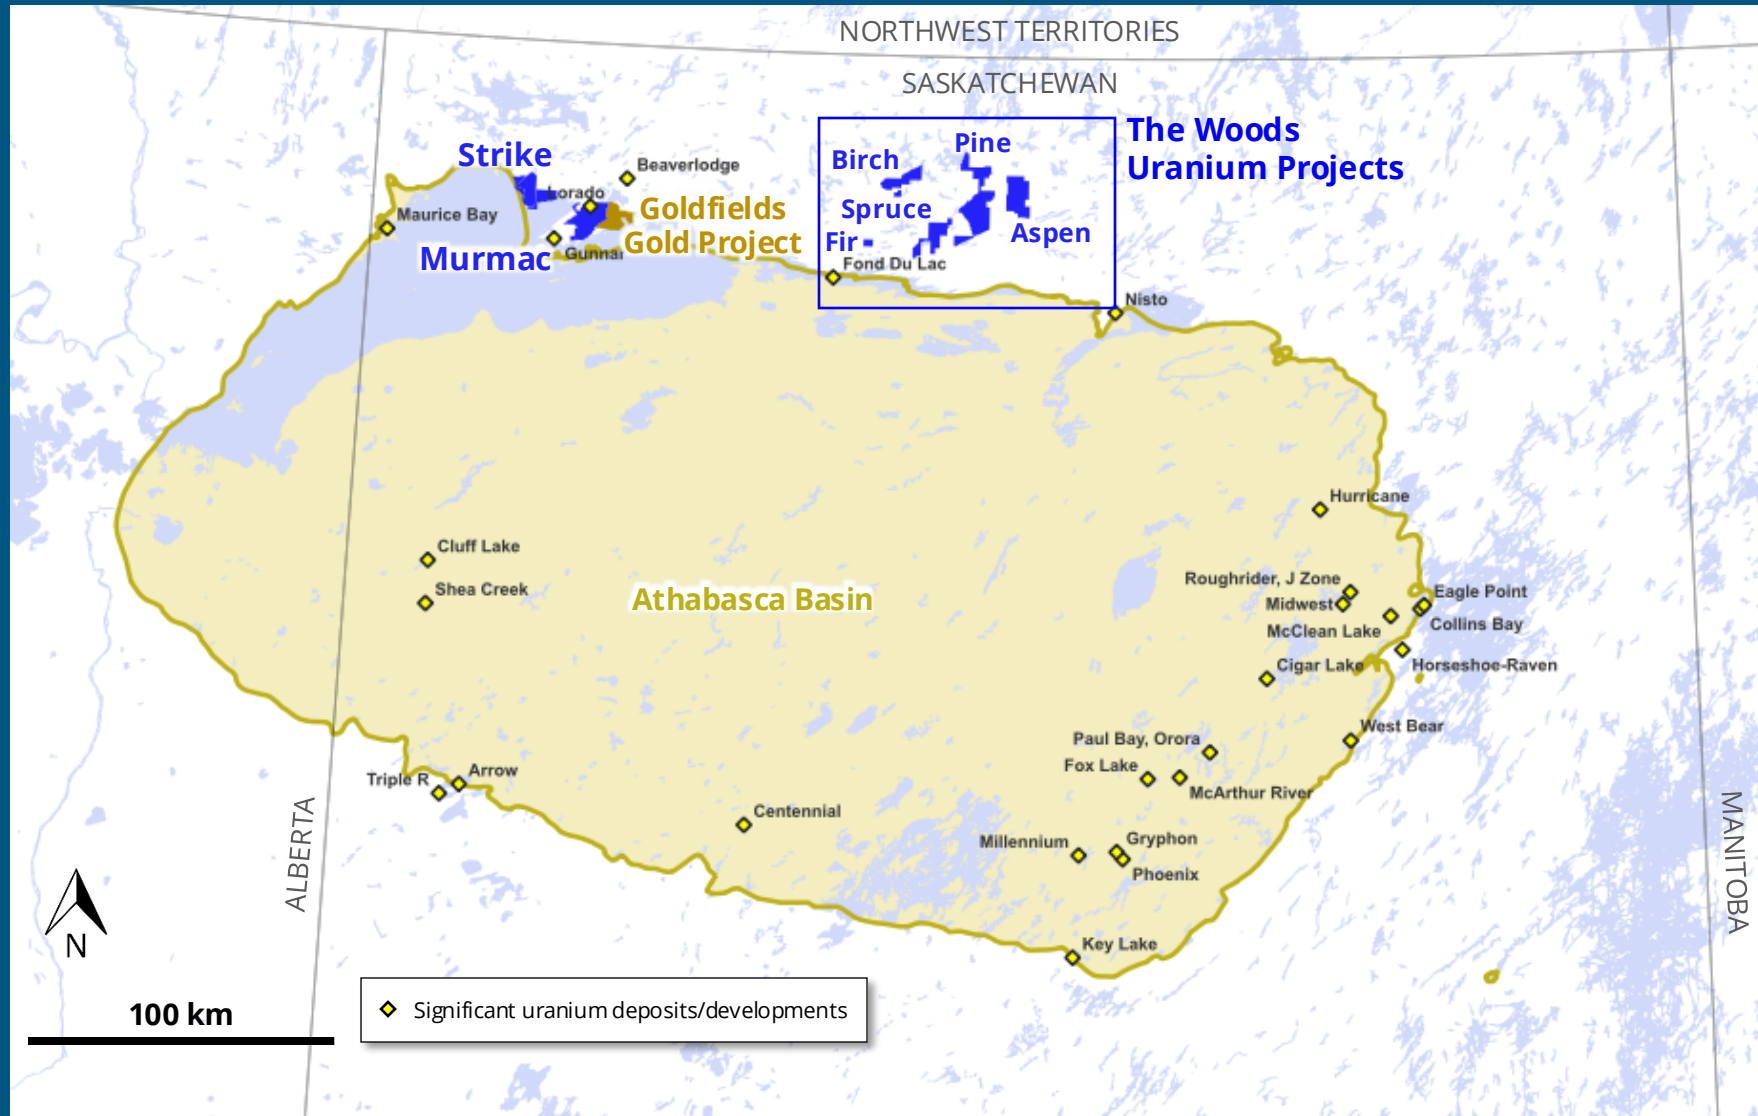 NORTHWEST TERRITORIES
SASKATCHEWAN
The Woods
Uranium Projects
Pine
Birch
Strike
Beaverlodge
Lorado
Spruce
Goldfields
Gold Project
Maurice Bay
Aspen
Fir
Murmac
Gunnar
Fond Du Lac
Nisto
Hurricane
Cluff Lake
Shea Creek
Athabasca Basin
Roughrider, J Zone
Eagle Point
Midwest
Collins Bay
McClean Lake
Cigar Lake
Horseshoe-Raven
West Bear
Paul Bay, Orora
Fox Lake
McArthur River
Triple R
Arrow
Centennial
Millennium
Gryphon
Phoenix
ALBERTA
MANITOBA
Key Lake
N
100 km
Significant uranium deposits/developments